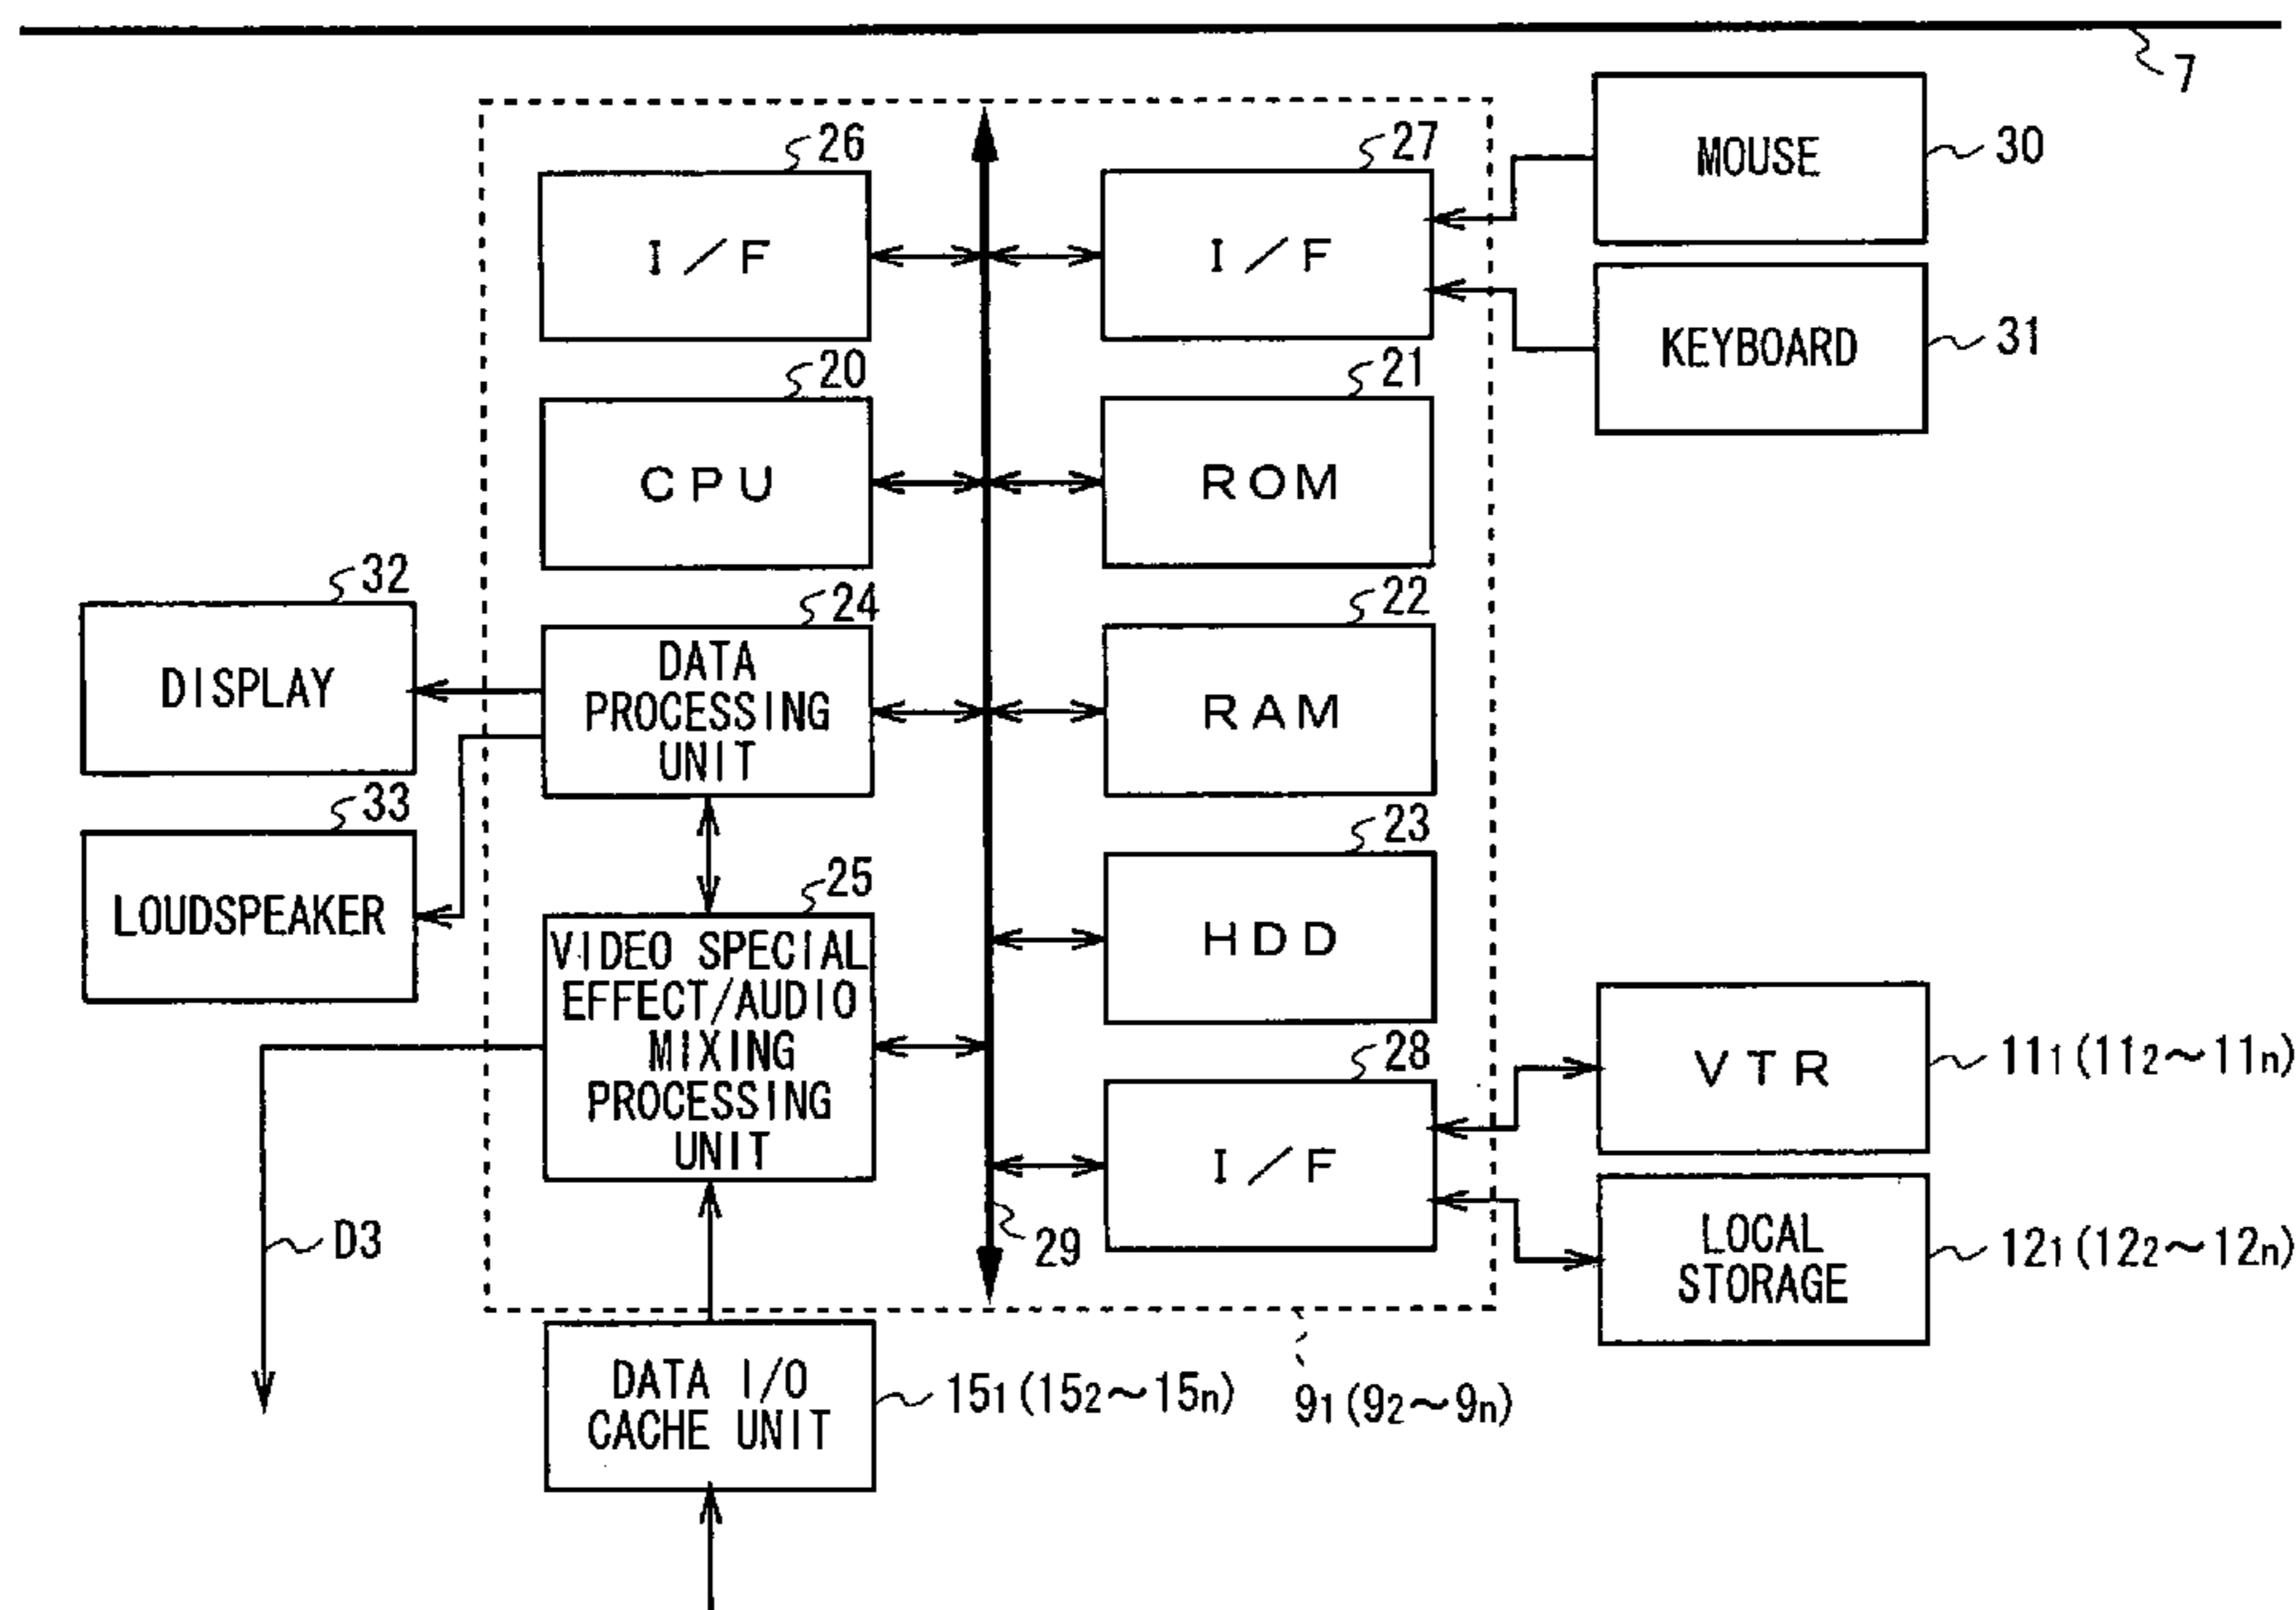 7
26
I/F
27
I/F
MOUSE
30
KEYBOARD
31
20
CPU
21
ROM
32
DISPLAY
24
DATA
PROCESSING
UNIT
22
RAM
33
LOUDSPEAKER
23
HDD
25
VIDEO SPECIAL
EFFECT/AUDIO
MIXING
PROCESSING
UNIT
28
I/F
VTR
111 (112~11n)
LOCAL
STORAGE
121 (122~12n)
D3
29
DATA I/O
CACHE UNIT
151 (152~15n)
91 (92~9n)